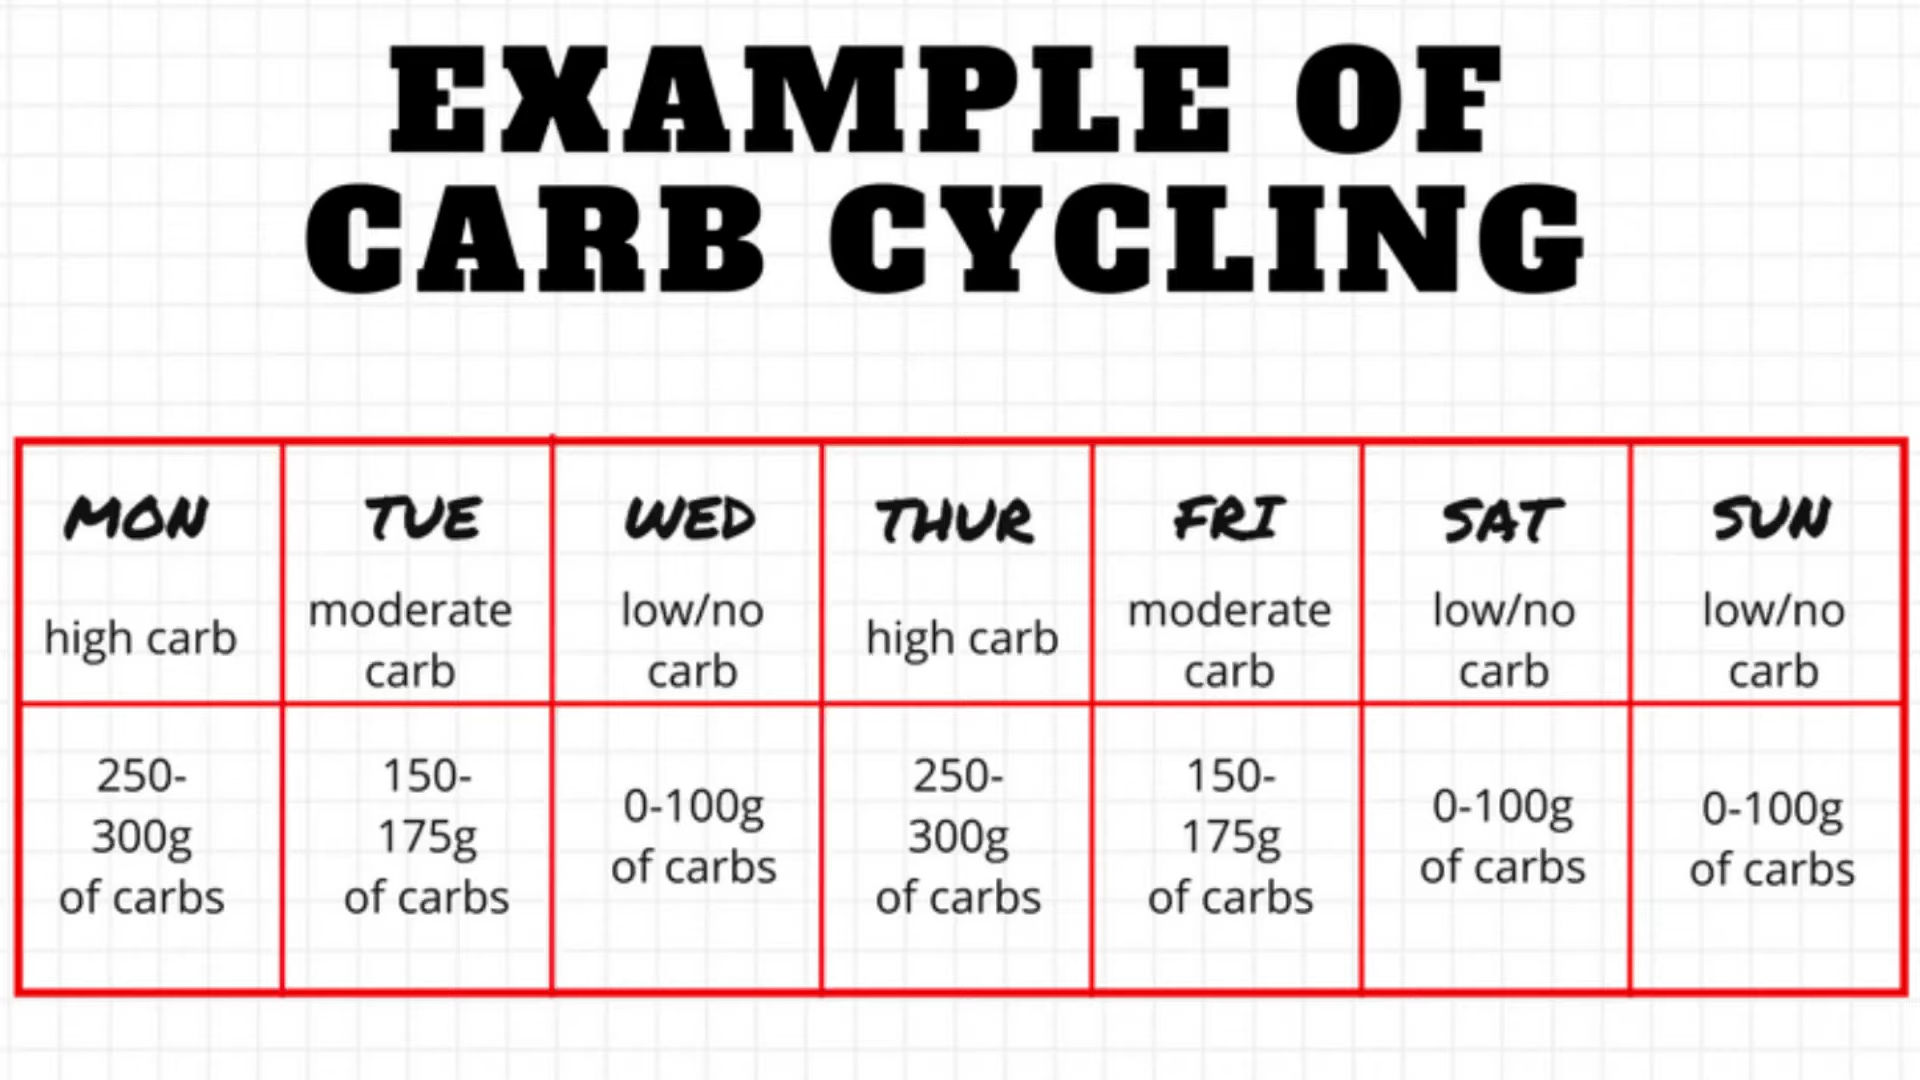 EXAMPLE OF
CARB CYCLING
MON
high carb
TUE
moderate
carb
WED
low/no
carb
THUR
high carb
FRI
moderate
carb
SAT
low/no
carb
SUN
low/no
carb
250-
300g
of carbs
150-
175g
of carbs
0-100g
of carbs
250-
300g
of carbs
150-
175g
of carbs
0-100g
of carbs
0-100g
of carbs